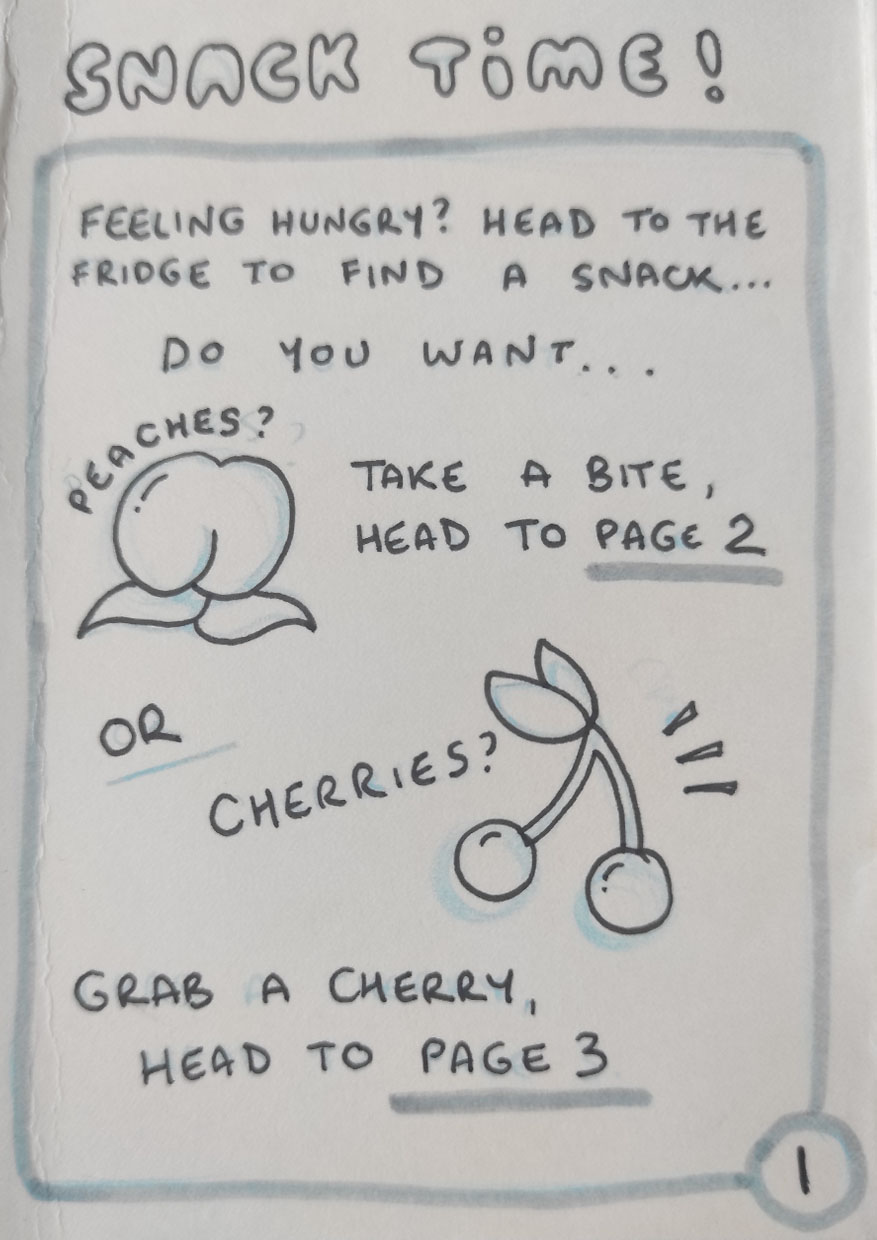 SNACK TiME!
FEELING HUNGRY? HEAD TO THE
FRIDGE TO FIND A SNACK...
DO YOU WANT...
PEACHES?
TAKE A BITE,
HEAD TO PAGE 2
OR
CHERRIES?
GRAB A CHERRY,
HEAD TO PAGE 3
1